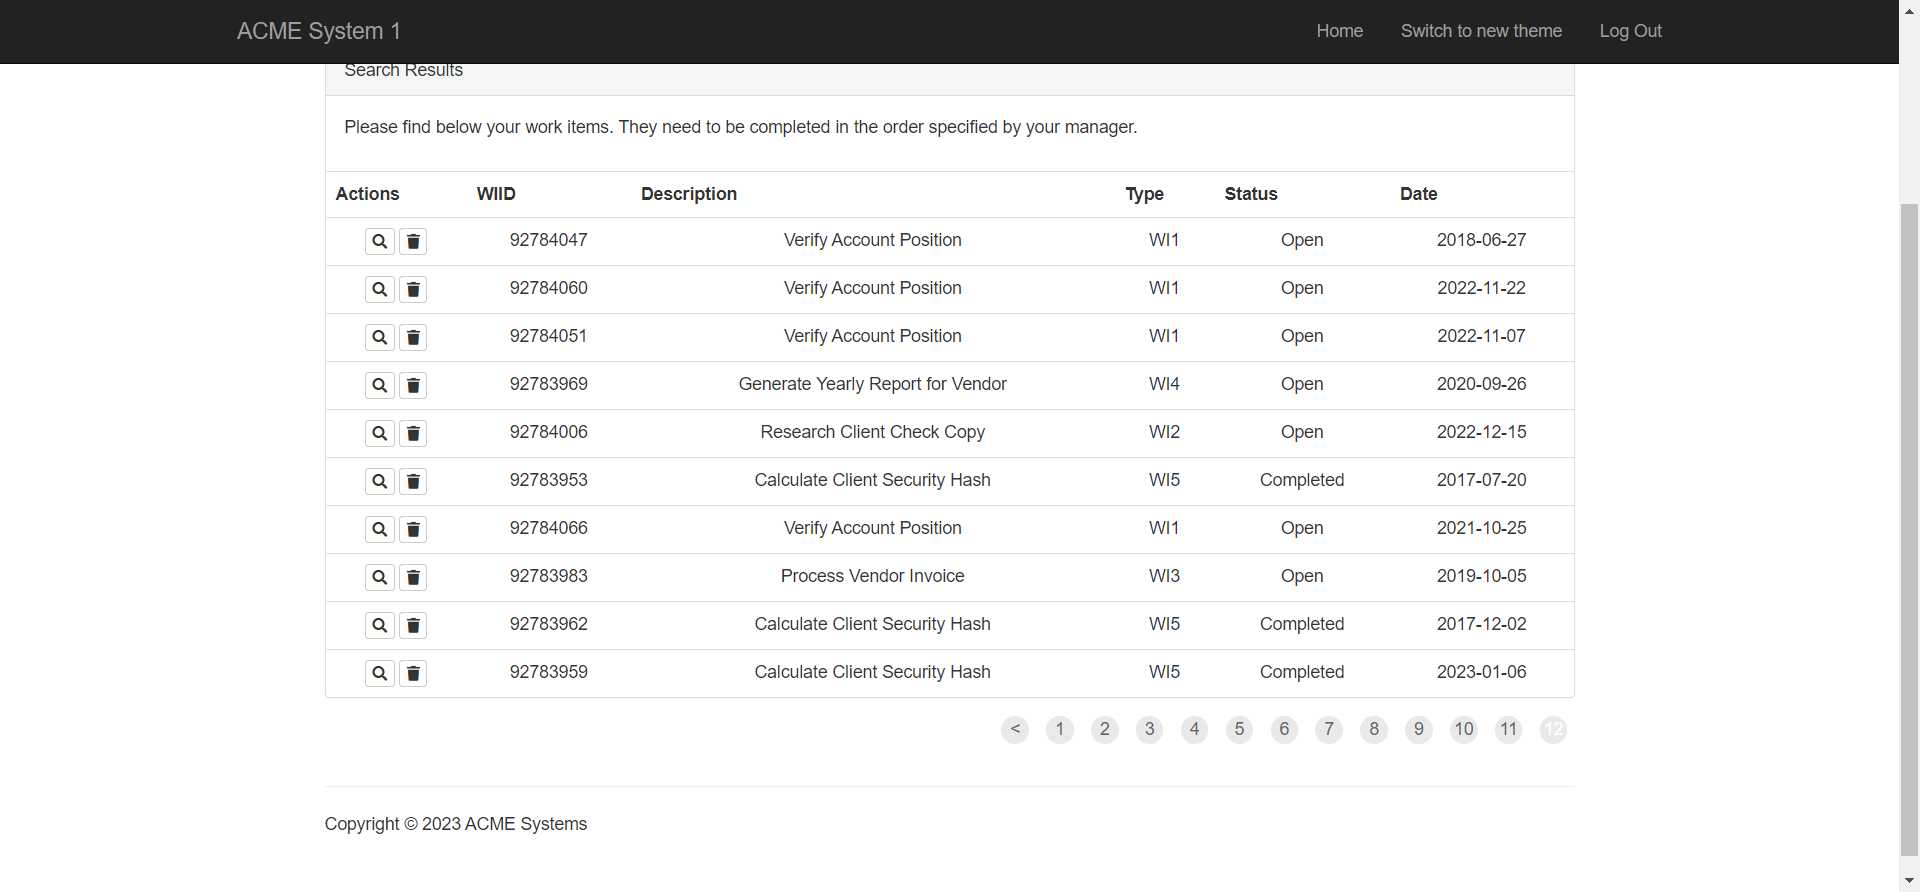 ACME System 1 Home Switch to new theme Log Out
Search Results
Please find below your work items. They need to be completed in the order specified by your manager.
Actions WIID Description Type Status Date
92784047 Verify Account Position WI1 Open 2018-06-27
92784060 Verify Account Position WI1 Open 2022-11-22
92784051 Verify Account Position WI1 Open 2022-11-07
92783969 Generate Yearly Report for Vendor WI4 Open 2020-09-26
92784006 Research Client Check Copy WI2 Open 2022-12-15
92783953 Calculate Client Security Hash WI5 Completed 2017-07-20
92784066 Verify Account Position WI1 Open 2021-10-25
92783983 Process Vendor Invoice WI3 Open 2019-10-05
92783962 Calculate Client Security Hash WI5 Completed 2017-12-02
92783959 Calculate Client Security Hash WI5 Completed 2023-01-06
< 1 2 3 4 5 6 7 8 9 10 11 12
Copyright © 2023 ACME Systems